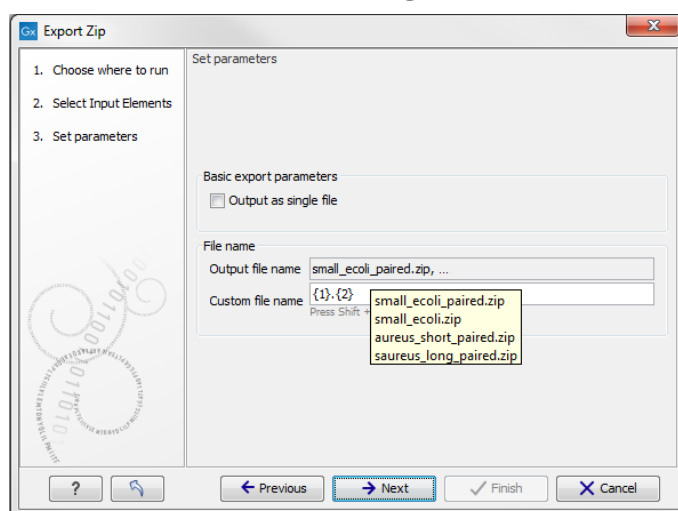 Gx Export Zip
X
1. Choose where to run
2. Select Input Elements
3. Set parameters
Set parameters
Basic export parameters
Output as single file
File name
Output file name small_ecoli_paired.zip, ...
Custom file name {1}.{2}
Press Shift +
small_ecoli_paired.zip
small_ecoli.zip
aureus_short_paired.zip
saureus_long_paired.zip
?
Previous
Next
Finish
Cancel